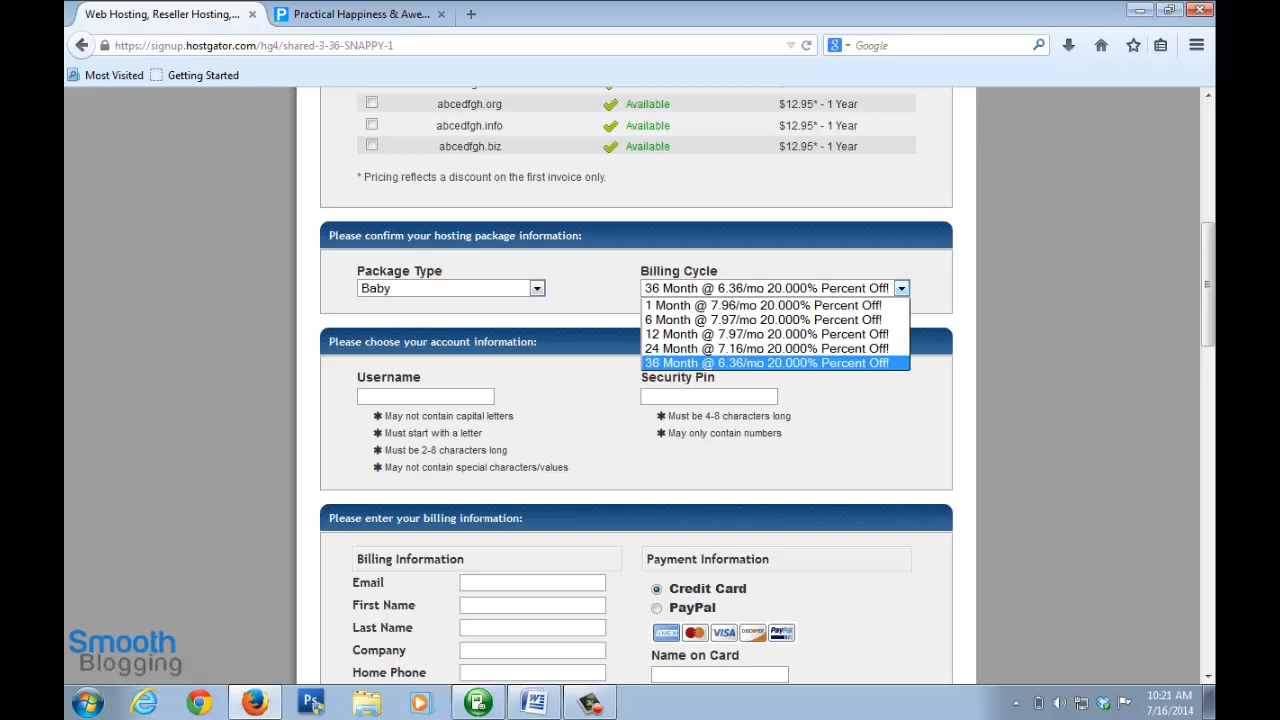 Web Hosting, Reseller Hosting,...
Practical Happiness & Awe...
https://signup.hostgator.com/hg4/shared-3-36-SNAPPY-1
Google
Most Visited
Getting Started
abcedfgh.org Available $12.95* - 1 Year
abcedfgh.info Available $12.95* - 1 Year
abcedfgh.biz Available $12.95* - 1 Year
* Pricing reflects a discount on the first invoice only.
Please confirm your hosting package information:
Package Type
Baby
Billing Cycle
36 Month @ 6.36/mo 20.000% Percent Off!
1 Month @ 7.96/mo 20.000% Percent Off!
6 Month @ 7.97/mo 20.000% Percent Off!
12 Month @ 7.97/mo 20.000% Percent Off!
24 Month @ 7.16/mo 20.000% Percent Off!
36 Month @ 6.36/mo 20.000% Percent Off!
Please choose your account information:
Username
✱ May not contain capital letters
✱ Must start with a letter
✱ Must be 2-8 characters long
✱ May not contain special characters/values
Security Pin
✱ Must be 4-8 characters long
✱ May only contain numbers
Please enter your billing information:
Billing Information
Email
First Name
Last Name
Company
Home Phone
Payment Information
Credit Card
PayPal
AMEX VISA DISCOVER PayPal
Name on Card
Smooth
Blogging
10:21 AM
7/16/2014